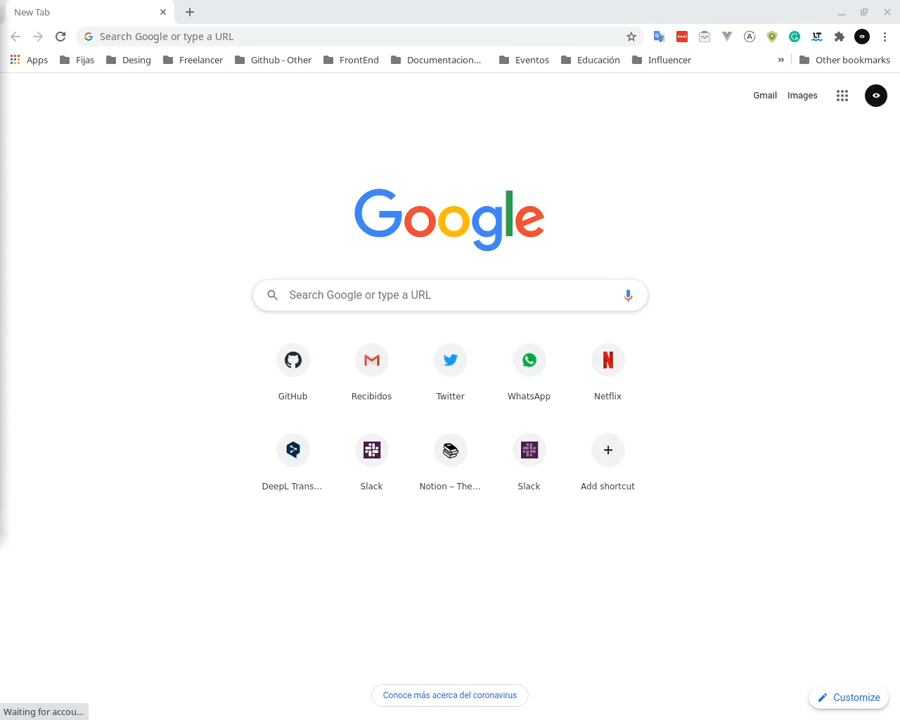 New Tab
Search Google or type a URL
Apps Fijas Desing Freelancer Github - Other FrontEnd Documentacion... Eventos Educación Influencer » Other bookmarks
Gmail Images
Google
Search Google or type a URL
GitHub Recibidos Twitter WhatsApp Netflix
DeepL Trans... Slack Notion – The... Slack Add shortcut
Conoce más acerca del coronavirus
Customize
Waiting for accou...